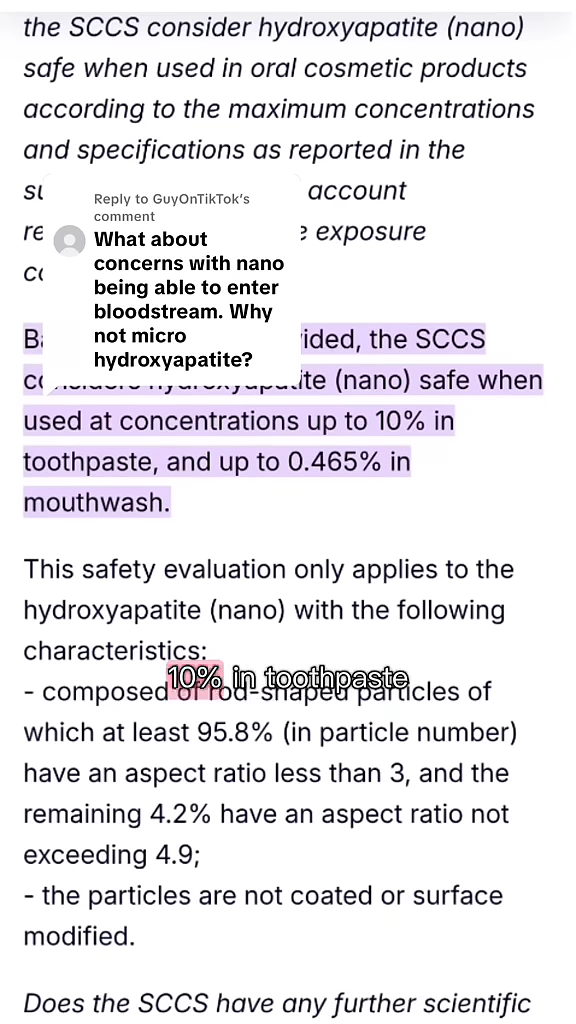 the SCCS consider hydroxyapatite (nano)
safe when used in oral cosmetic products
according to the maximum concentrations
and specifications as reported in the
account
exposure
Reply to GuyOnTikTok's
comment
What about
concerns with nano
being able to enter
bloodstream. Why
not micro
hydroxyapatite?
the SCCS
(nano) safe when
used at concentrations up to 10% in
toothpaste, and up to 0.465% in
mouthwash.
This safety evaluation only applies to the
hydroxyapatite (nano) with the following
characteristics:
10% in toothpaste
- composed of rod-shaped particles of
which at least 95.8% (in particle number)
have an aspect ratio less than 3, and the
remaining 4.2% have an aspect ratio not
exceeding 4.9;
- the particles are not coated or surface
modified.
Does the SCCS have any further scientific